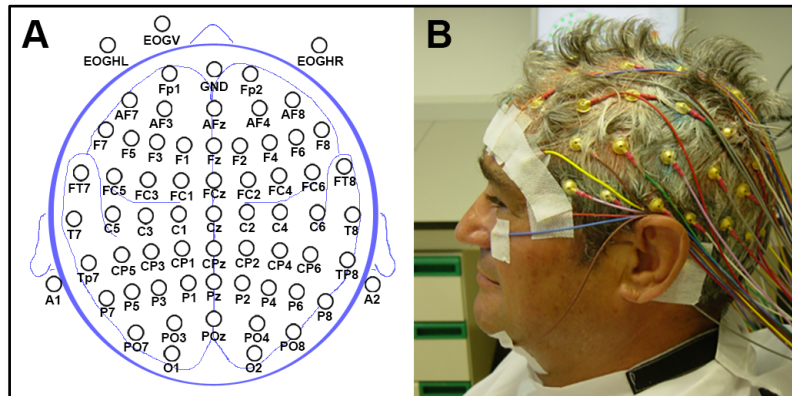 A
B
EOGV
EOGHL
EOGHR
Fp1 GND Fp2
AF7 AF3 AFz AF4 AF8
F7 F5 F3 F1 Fz F2 F4 F6 F8
FT7 FC5 FC3 FC1 FCz FC2 FC4 FC6 FT8
T7 C5 C3 C1 Cz C2 C4 C6 T8
Tp7 CP5 CP3 CP1 CPz CP2 CP4 CP6 TP8
A1 P7 P5 P3 P1 Pz P2 P4 P6 P8 A2
PO7 PO3 POz PO4 PO8
O1 O2